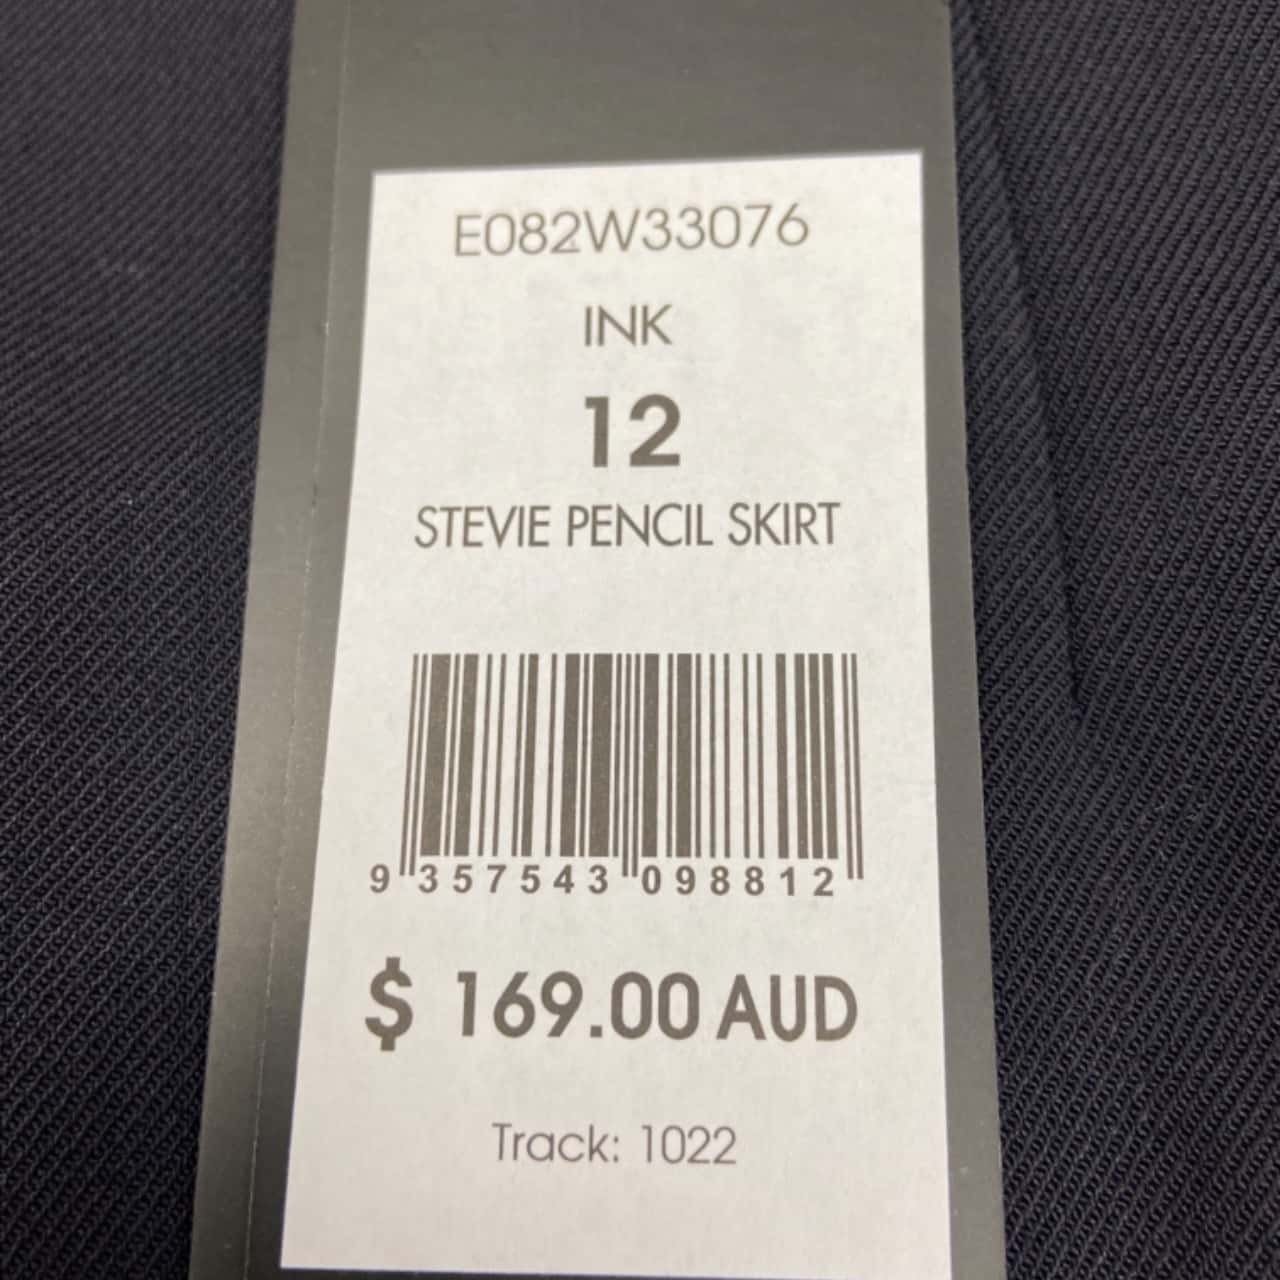 E082W33076
INK
12
STEVIE PENCIL SKIRT
9 357543 098812
$ 169.00 AUD
Track: 1022